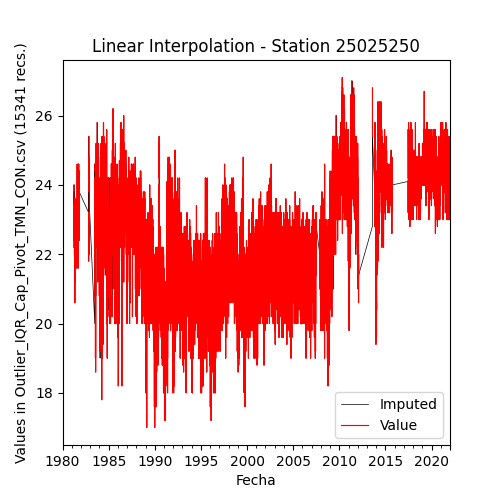 Linear Interpolation - Station 25025250
Values in Outlier_IQR_Cap_Pivot_TMN_CON.csv (15341 recs.)
26
24
22
20
18
Imputed
Value
1980 1985 1990 1995 2000 2005 2010 2015 2020
Fecha